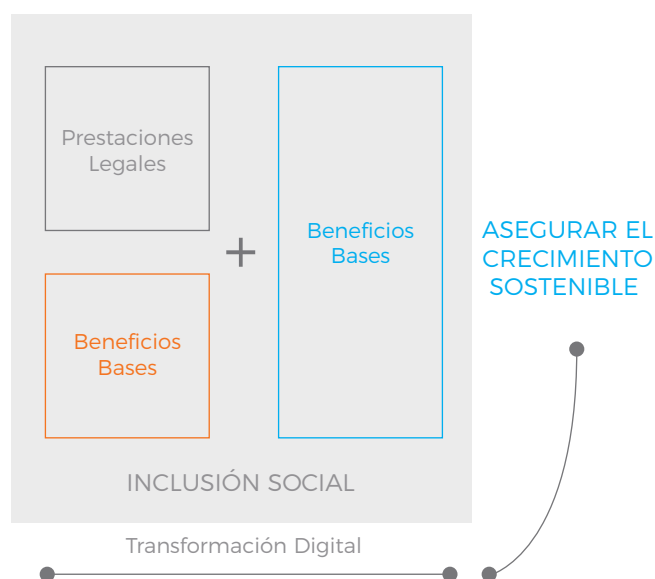 Prestaciones
Legales
+
Beneficios
Bases
Beneficios
Bases
INCLUSIÓN SOCIAL
Transformación Digital
ASEGURAR EL
CRECIMIENTO
SOSTENIBLE